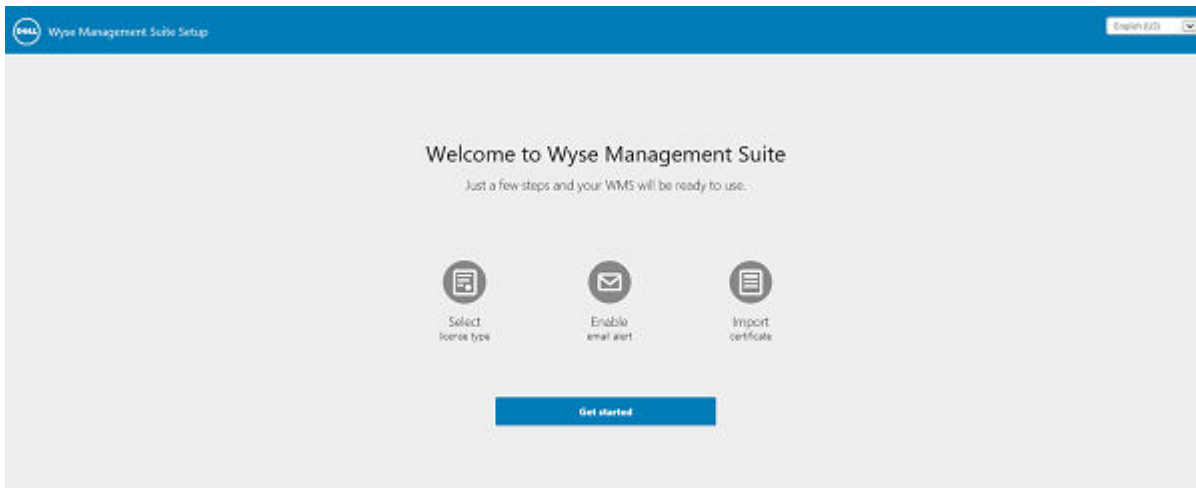 DELL
Wyse Management Suite Setup
English (US)
Welcome to Wyse Management Suite
Just a few steps and your WMS will be ready to use.
Select
license type
Enable
email alert
Import
certificate
Get started